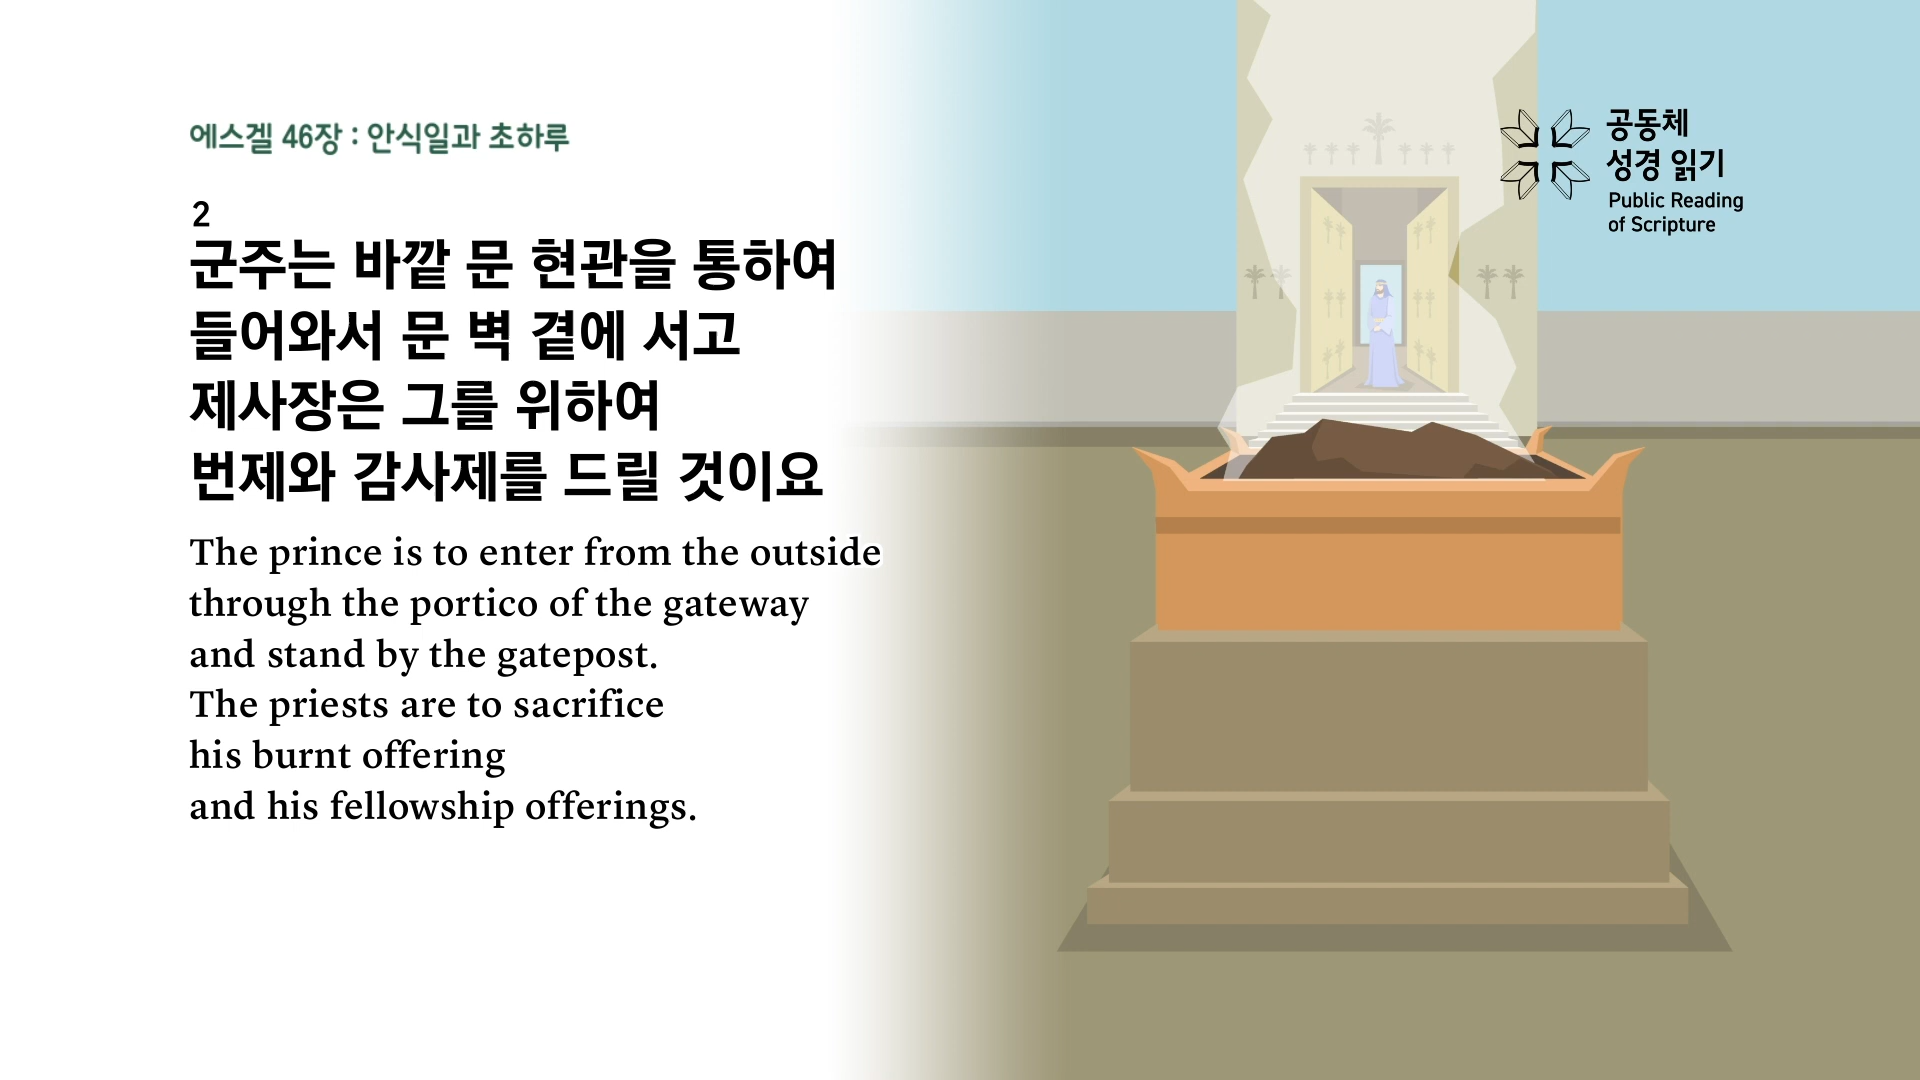 에스겔 46장 : 안식일과 초하루
2
군주는 바깥 문 현관을 통하여
들어와서 문 벽 곁에 서고
제사장은 그를 위하여
번제와 감사제를 드릴 것이요
The prince is to enter from the outside
through the portico of the gateway
and stand by the gatepost.
The priests are to sacrifice
his burnt offering
and his fellowship offerings.
공동체
성경 읽기
Public Reading
of Scripture